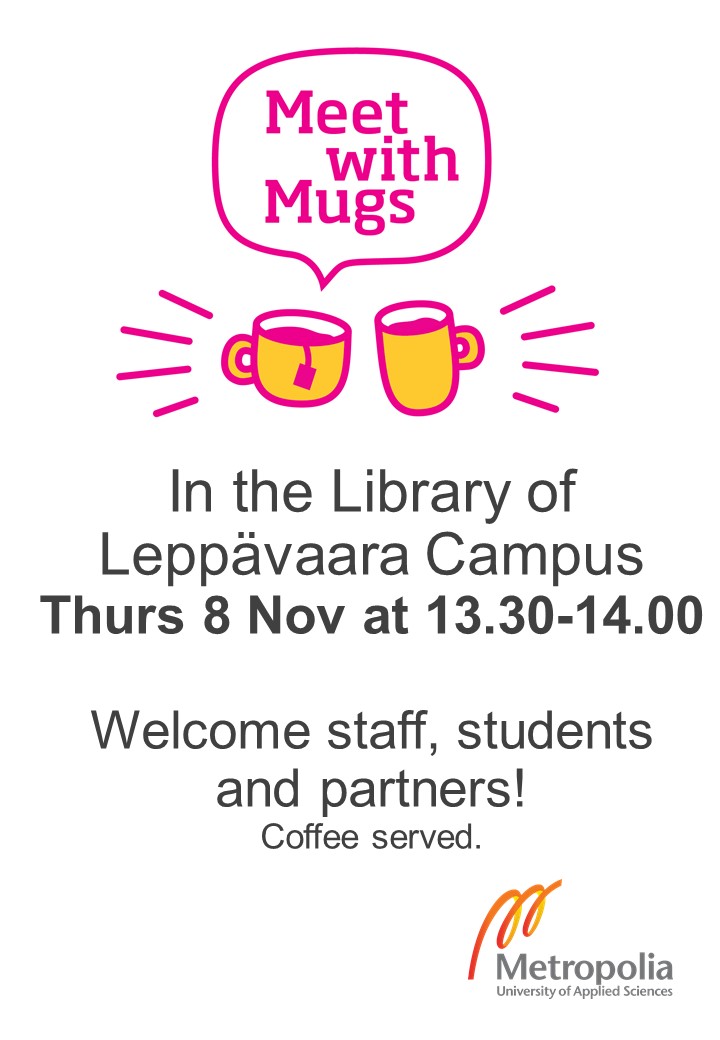 Meet
with
Mugs
In the Library of
Leppävaara Campus
Thurs 8 Nov at 13.30-14.00
Welcome staff, students
and partners!
Coffee served.
Metropolia
University of Applied Sciences